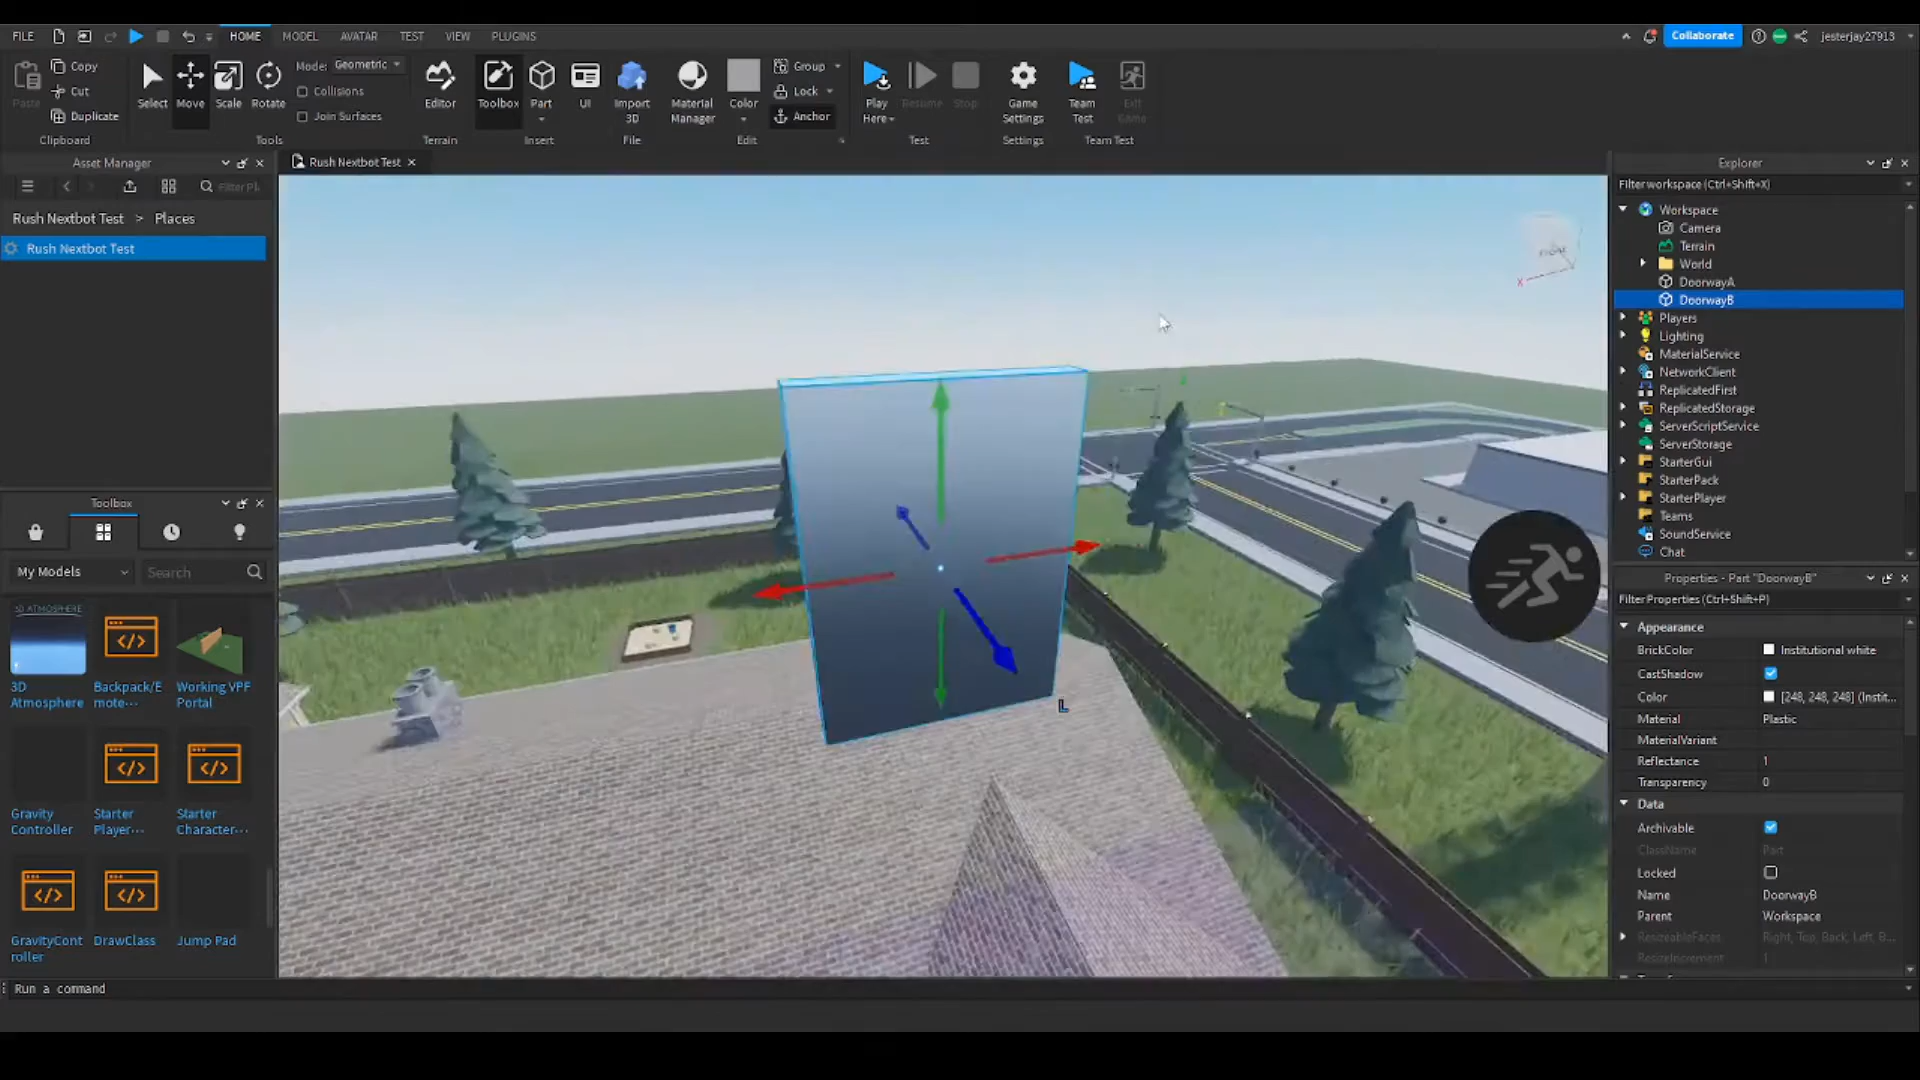 FILE HOME MODEL AVATAR TEST VIEW PLUGINS Collaborate jesterjay27913
Copy
Cut
Paste Duplicate
Clipboard
Select Move Scale Rotate
Mode: Geometric
Collisions
Join Surfaces
Tools
Editor
Terrain
Toolbox Part UI
Insert
Import 3D
File
Material Manager Color
Group
Lock
Anchor
Edit
Play Here Resume Stop
Test
Game Settings
Settings
Team Test Exit Game
Team Test
Asset Manager
Filter Pl
Rush Nextbot Test > Places
Rush Nextbot Test
Toolbox
My Models Search
3D ATMOSPHERE
3D Atmosphere
Backpack/Emote...
Working VPF Portal
Gravity Controller
Starter Player...
Starter Character...
GravityController
DrawClass
Jump Pad
Run a command
Rush Nextbot Test
FRONT
X
L
Explorer
Filter workspace (Ctrl+Shift+X)
Workspace
Camera
Terrain
World
DoorwayA
DoorwayB
Players
Lighting
MaterialService
NetworkClient
ReplicatedFirst
ReplicatedStorage
ServerScriptService
ServerStorage
StarterGui
StarterPack
StarterPlayer
Teams
SoundService
Chat
Properties - Part "DoorwayB"
Filter Properties (Ctrl+Shift+P)
Appearance
BrickColor Institutional white
CastShadow
Color [248, 248, 248] (Instit...
Material Plastic
MaterialVariant
Reflectance 1
Transparency 0
Data
Archivable
ClassName Part
Locked
Name DoorwayB
Parent Workspace
ResizeableFaces Right, Top, Back, Left, B...
ResizeIncrement 1